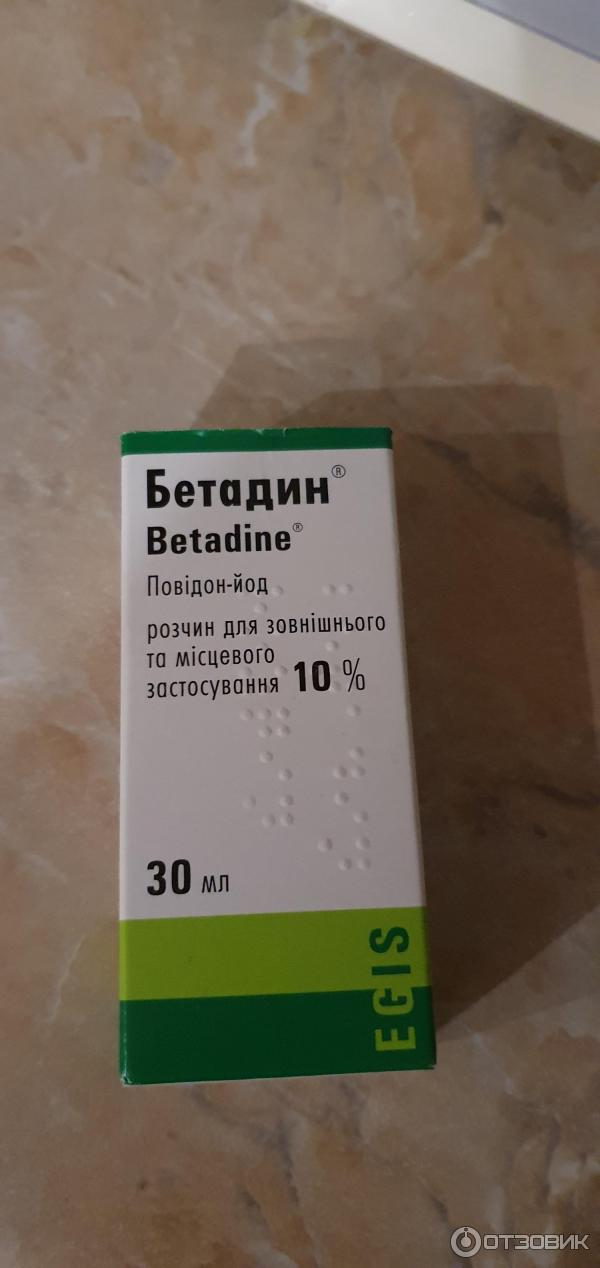 Бетадин®
Betadine®
Повідон-йод
розчин для зовнішнього
та місцевого
застосування 10 %
30 мл
EGIS
ОТЗОВИК